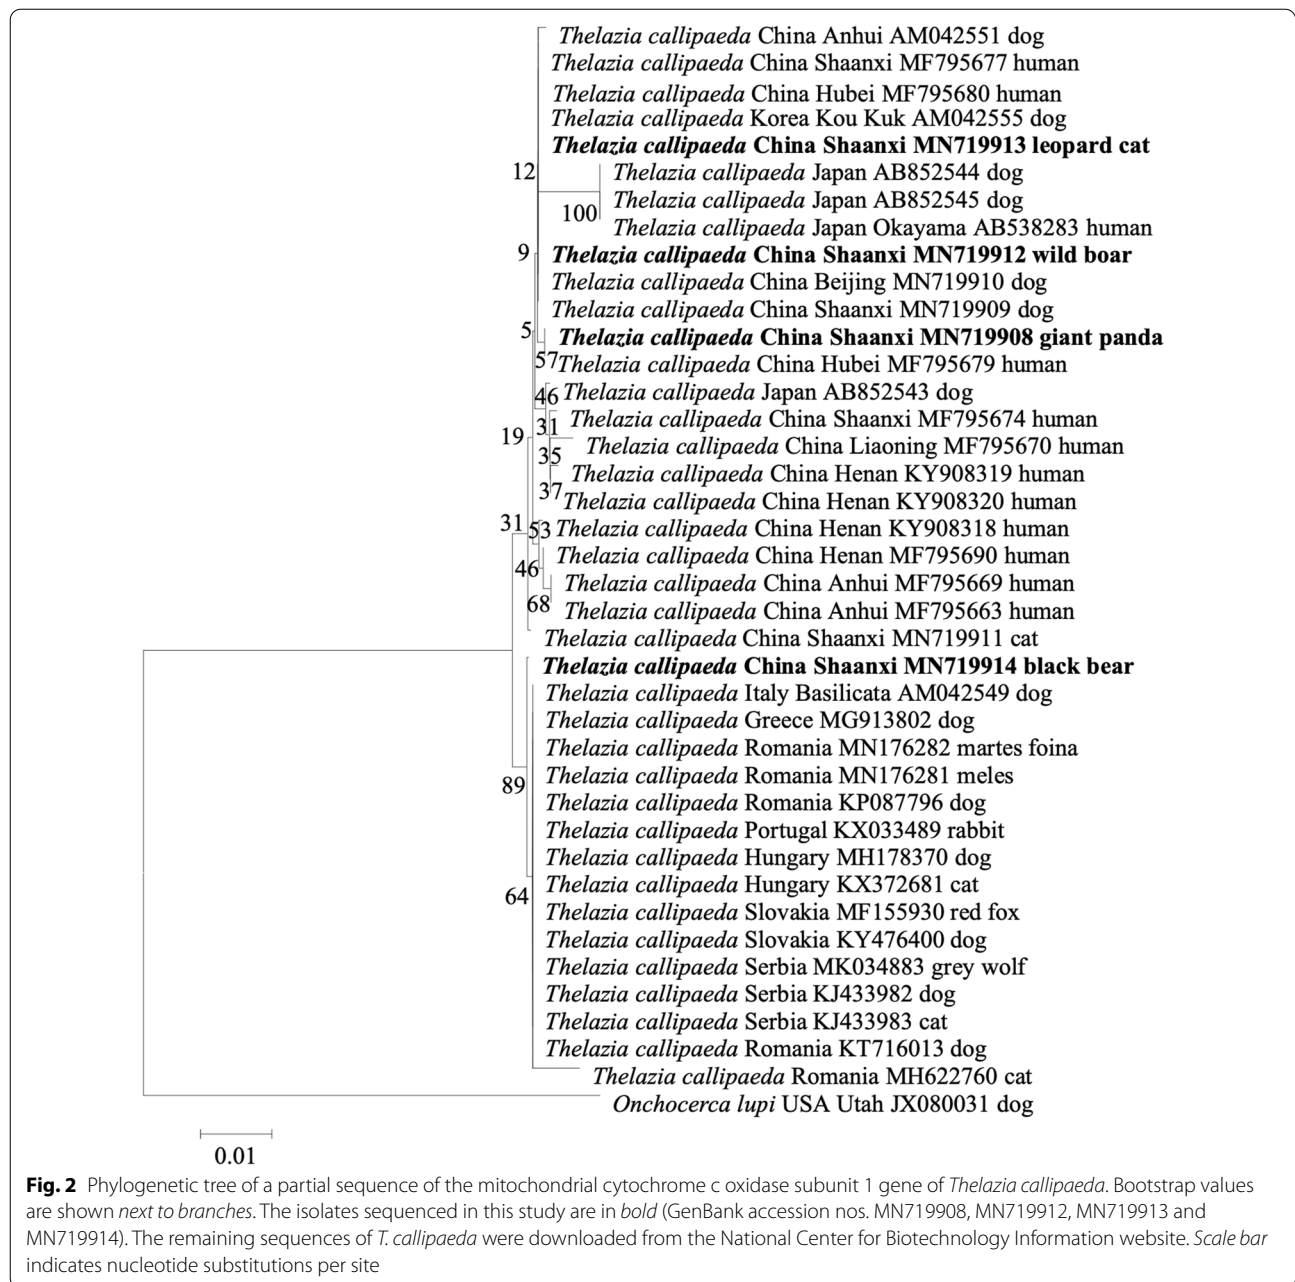 Thelazia callipaeda China Anhui AM042551 dog
Thelazia callipaeda China Shaanxi MF795677 human
Thelazia callipaeda China Hubei MF795680 human
Thelazia callipaeda Korea Kou Kuk AM042555 dog
Thelazia callipaeda China Shaanxi MN719913 leopard cat
12
Thelazia callipaeda Japan AB852544 dog
Thelazia callipaeda Japan AB852545 dog
100
Thelazia callipaeda Japan Okayama AB538283 human
9
Thelazia callipaeda China Shaanxi MN719912 wild boar
Thelazia callipaeda China Beijing MN719910 dog
Thelazia callipaeda China Shaanxi MN719909 dog
5
Thelazia callipaeda China Shaanxi MN719908 giant panda
57
Thelazia callipaeda China Hubei MF795679 human
46
Thelazia callipaeda Japan AB852543 dog
31
Thelazia callipaeda China Shaanxi MF795674 human
19
Thelazia callipaeda China Liaoning MF795670 human
35
Thelazia callipaeda China Henan KY908319 human
37
Thelazia callipaeda China Henan KY908320 human
31
53
Thelazia callipaeda China Henan KY908318 human
Thelazia callipaeda China Henan MF795690 human
46
Thelazia callipaeda China Anhui MF795669 human
68
Thelazia callipaeda China Anhui MF795663 human
Thelazia callipaeda China Shaanxi MN719911 cat
Thelazia callipaeda China Shaanxi MN719914 black bear
Thelazia callipaeda Italy Basilicata AM042549 dog
Thelazia callipaeda Greece MG913802 dog
Thelazia callipaeda Romania MN176282 martes foina
Thelazia callipaeda Romania MN176281 meles
89
Thelazia callipaeda Romania KP087796 dog
Thelazia callipaeda Portugal KX033489 rabbit
Thelazia callipaeda Hungary MH178370 dog
Thelazia callipaeda Hungary KX372681 cat
64
Thelazia callipaeda Slovakia MF155930 red fox
Thelazia callipaeda Slovakia KY476400 dog
Thelazia callipaeda Serbia MK034883 grey wolf
Thelazia callipaeda Serbia KJ433982 dog
Thelazia callipaeda Serbia KJ433983 cat
Thelazia callipaeda Romania KT716013 dog
Thelazia callipaeda Romania MH622760 cat
Onchocerca lupi USA Utah JX080031 dog
0.01
Fig. 2 Phylogenetic tree of a partial sequence of the mitochondrial cytochrome c oxidase subunit 1 gene of Thelazia callipaeda. Bootstrap values
are shown next to branches. The isolates sequenced in this study are in bold (GenBank accession nos. MN719908, MN719912, MN719913 and
MN719914). The remaining sequences of T. callipaeda were downloaded from the National Center for Biotechnology Information website. Scale bar
indicates nucleotide substitutions per site